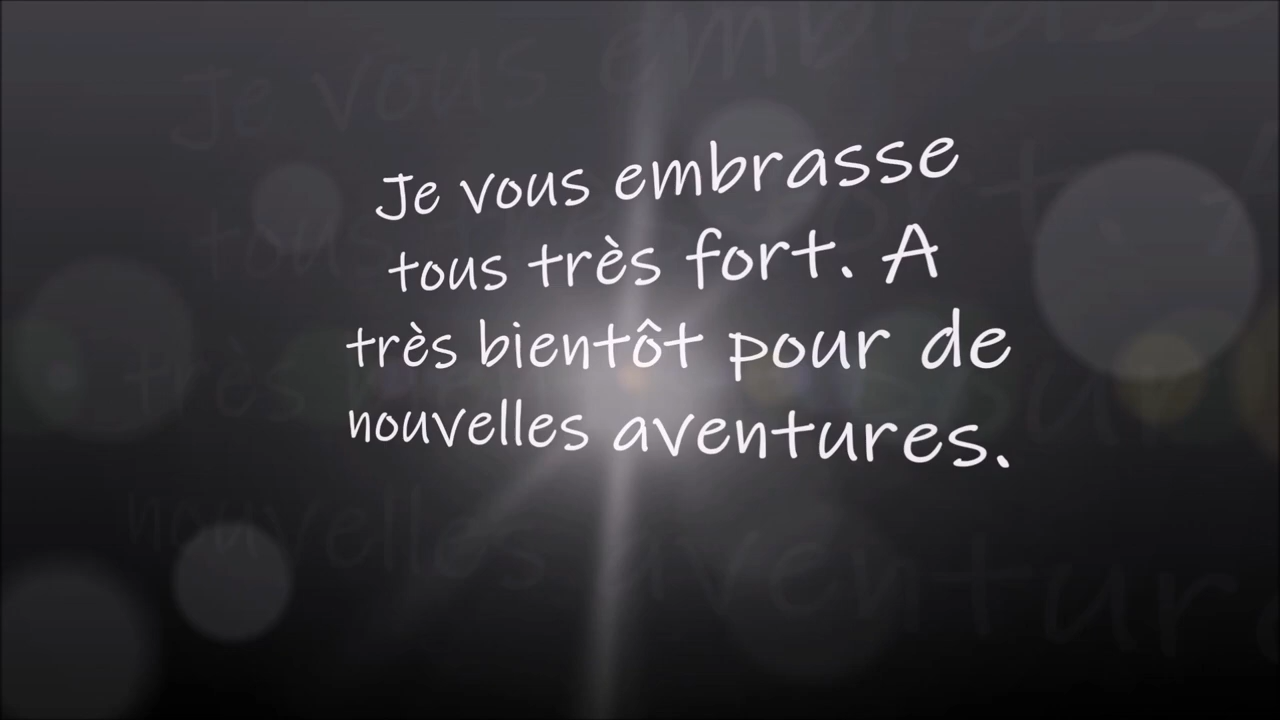 Je vous embrasse
tous très fort. A
très bientôt pour de
nouvelles aventures.